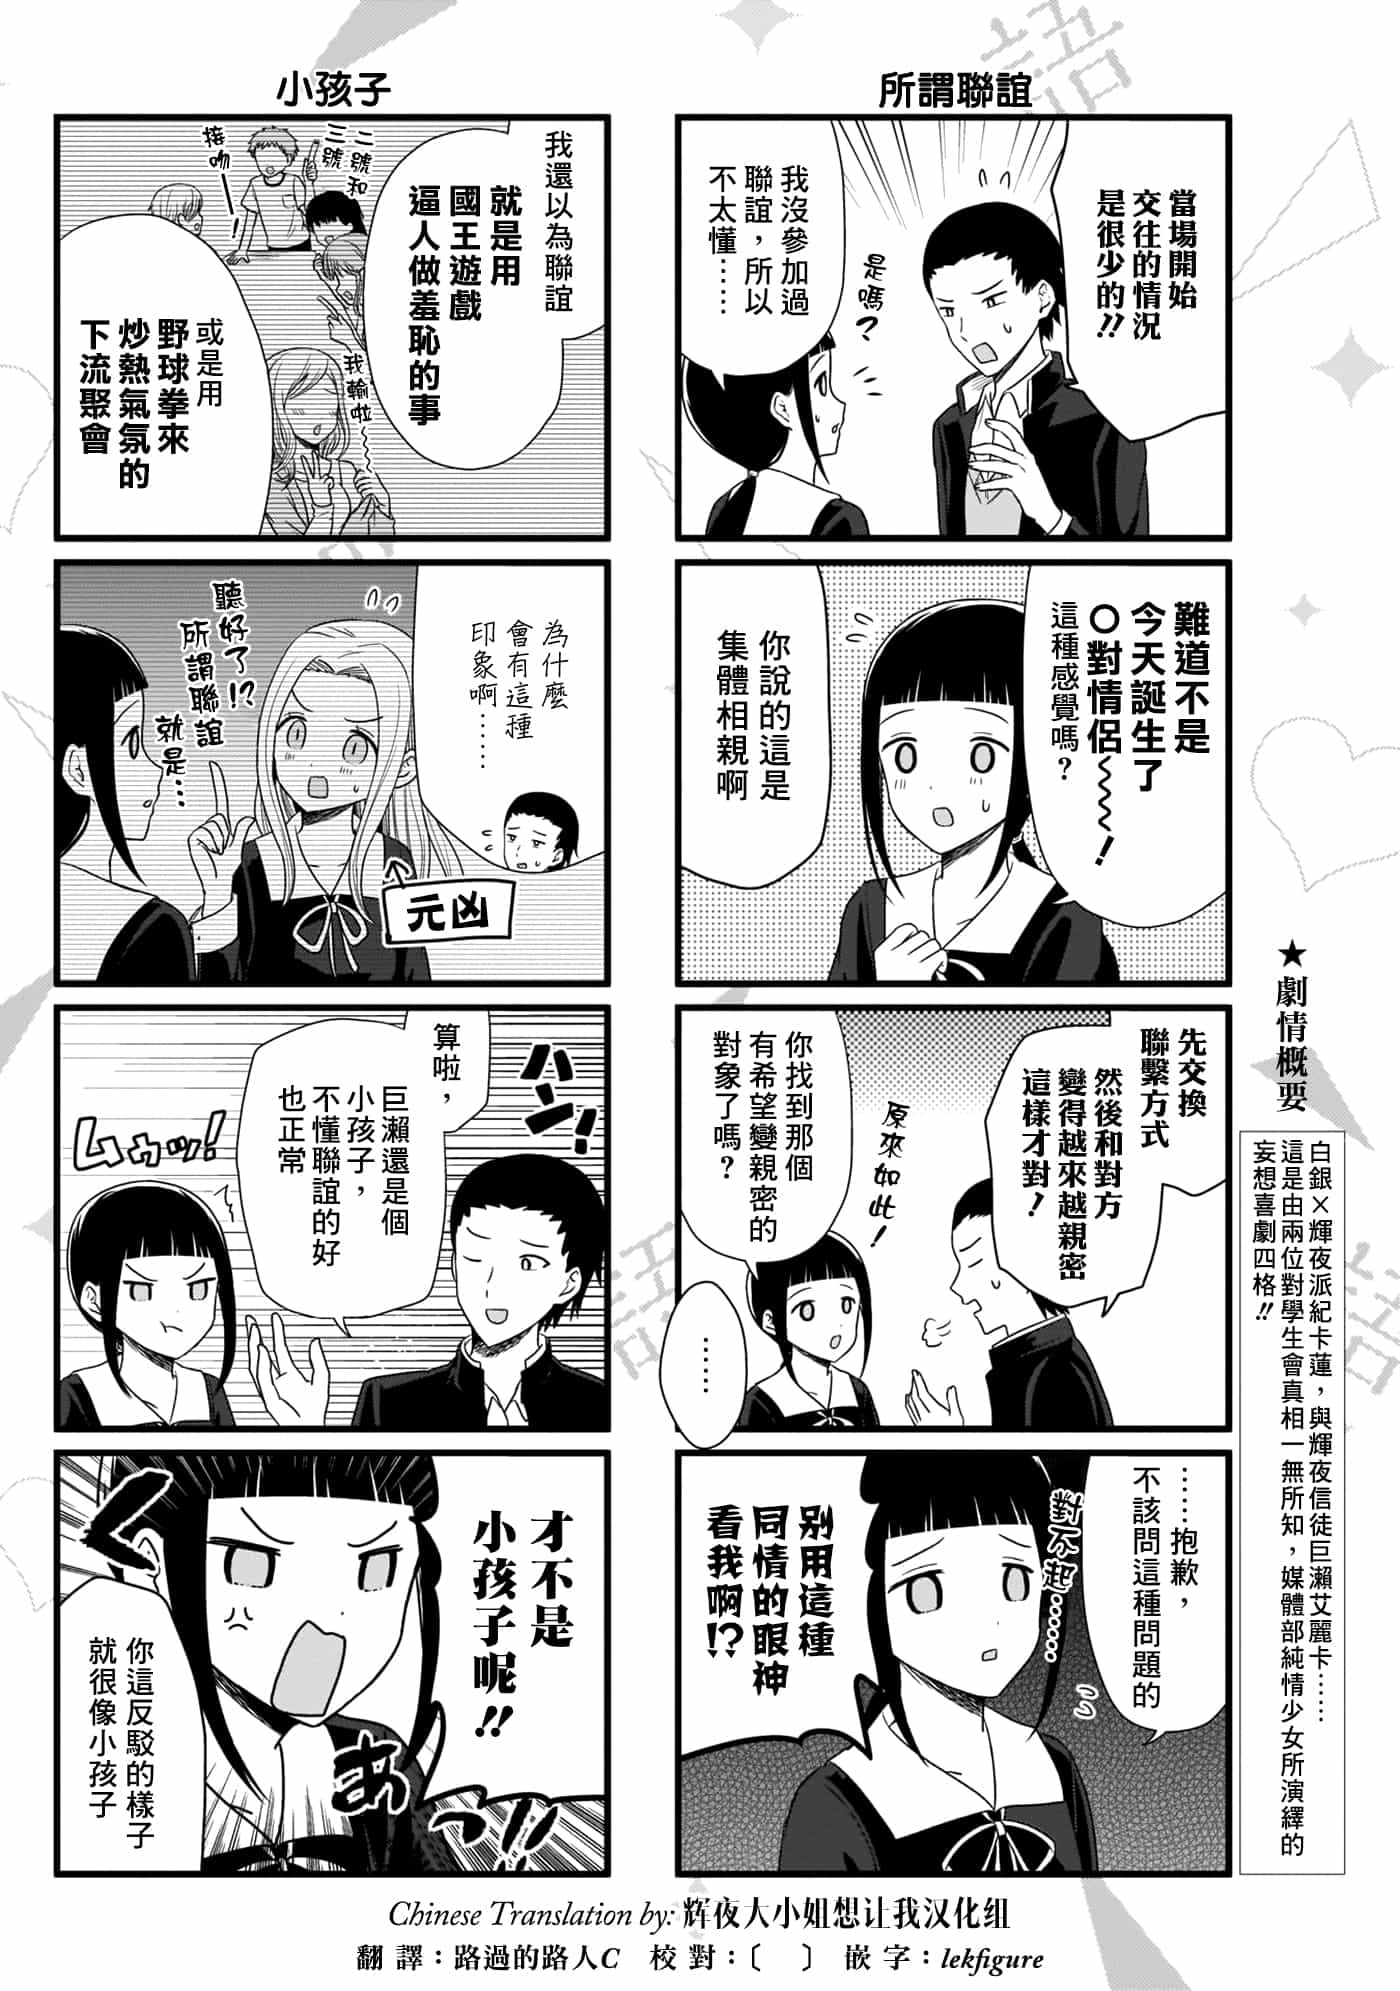 所謂聯誼
當場開始
交往的情況
是很少的!!
我沒參加過
聯誼，所以
不太懂……
是嗎？
難道不是
今天誕生了
〇對情侶～～～！
這種感覺嗎？
你說的這是
集體相親啊
先交換
聯繫方式
然後和對方
變得越來越親密
這樣才對！
原來如此！
你找到那個
有希望變親密的
對象了嗎？
……
……抱歉，
不該問這種問題的
對不起……
別用這種
同情的眼神
看我啊!?
小孩子
我還以為聯誼
就是用
國王遊戲
逼人做羞恥的事
二號和
三號
接吻——！
我輸啦～～
或是用
野球拳來
炒熱氣氛的
下流聚會
為什麼
會有這種
印象啊……
聽好了!?
所謂聯誼
就是…
元凶
算啦，
巨瀨還是個
小孩子，
不懂聯誼的好
也正常
ハハハ
ムゥッ！
才不是
小孩子呢!!
くく
あっ!!
你這反駁的樣子
就很像小孩子
★劇情概要
白銀×輝夜派紀卡蓮，與輝夜信徒巨瀨艾麗卡……
這是由兩位對學生會真相一無所知，媒體部純情少女所演繹的
妄想喜劇四格!!
Chinese Translation by: 辉夜大小姐想让我汉化组
翻 譯：路過的路人C 校 對：〔 〕 嵌 字：lekfigure